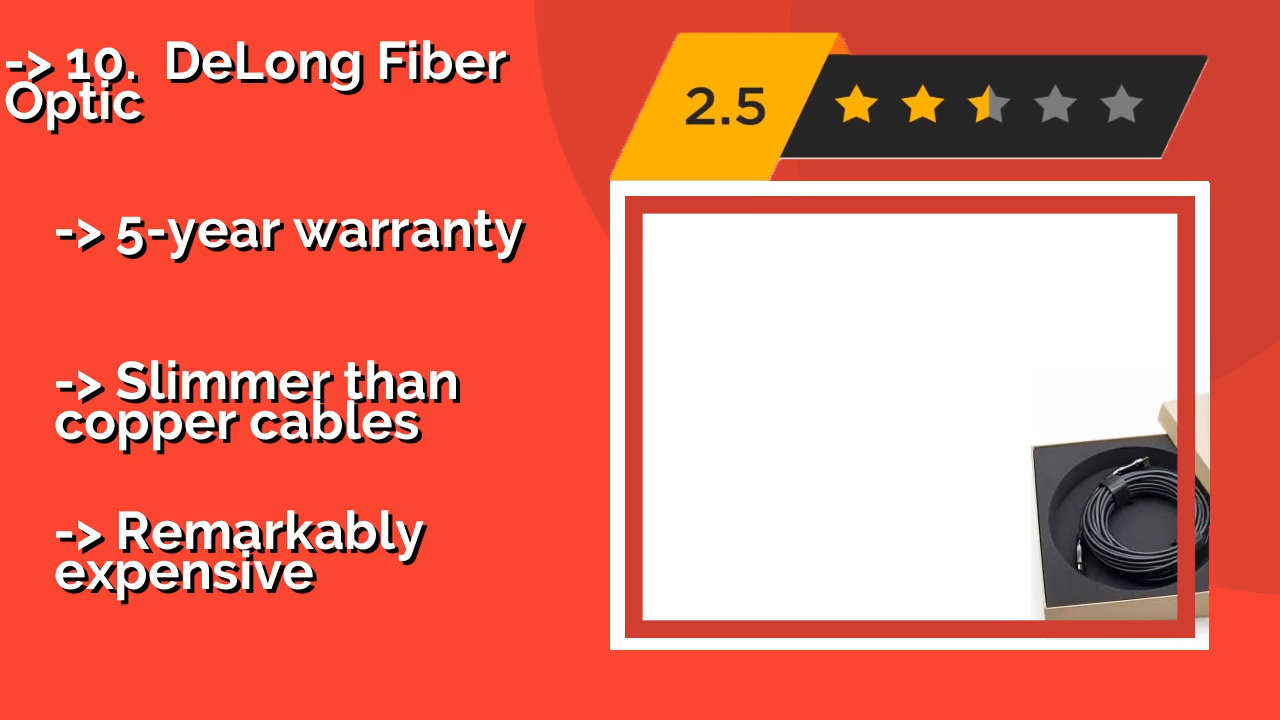 -> 10.  DeLong Fiber
Optic
2.5
-> 5-year warranty
-> Slimmer than
copper cables
-> Remarkably
expensive